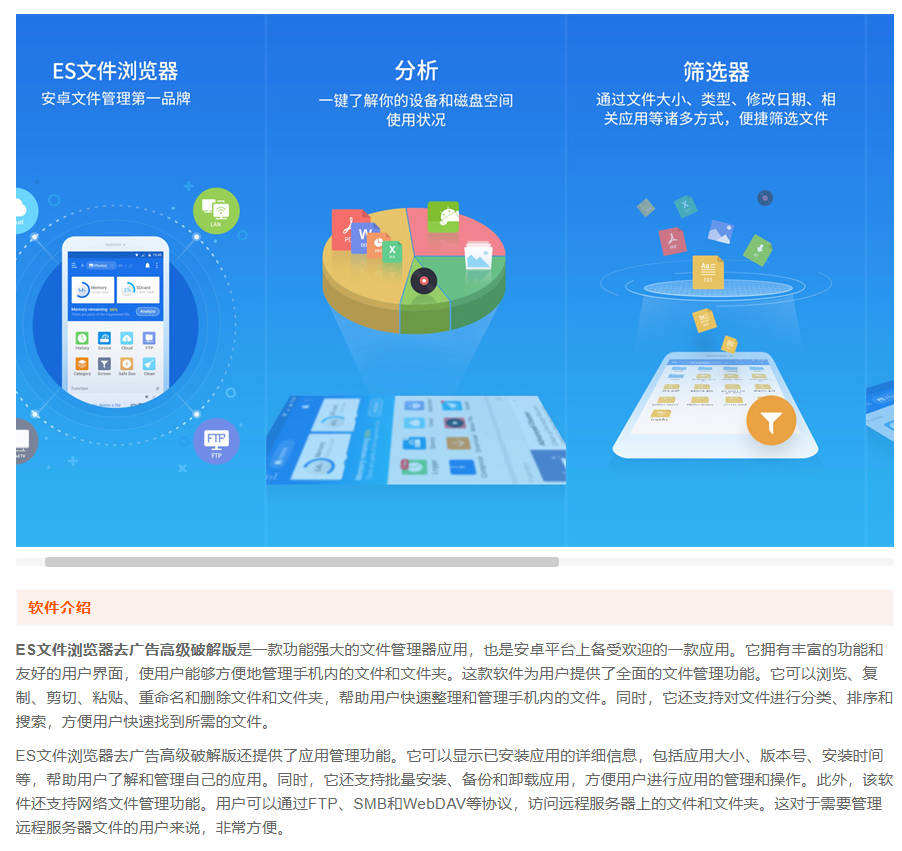 ES文件浏览器
安卓文件管理第一品牌
分析
一键了解你的设备和磁盘空间
使用状况
筛选器
通过文件大小、类型、修改日期、相
关应用等诸多方式，便捷筛选文件
LAN
Memory
SDcard
Memory remaining
Analyze
History
Device
Cloud
FTP
Category
Screen
Safe Box
Clean
FTP
FTP
W
X
X
TXT
软件介绍
ES文件浏览器去广告高级破解版是一款功能强大的文件管理器应用，也是安卓平台上备受欢迎的一款应用。它拥有丰富的功能和
友好的用户界面，使用户能够方便地管理手机内的文件和文件夹。这款软件为用户提供了全面的文件管理功能。它可以浏览、复
制、剪切、粘贴、重命名和删除文件和文件夹，帮助用户快速整理和管理手机内的文件。同时，它还支持对文件进行分类、排序和
搜索，方便用户快速找到所需的文件。
ES文件浏览器去广告高级破解版还提供了应用管理功能。它可以显示已安装应用的详细信息，包括应用大小、版本号、安装时间
等，帮助用户了解和管理自己的应用。同时，它还支持批量安装、备份和卸载应用，方便用户进行应用的管理和操作。此外，该软
件还支持网络文件管理功能。用户可以通过FTP、SMB和WebDAV等协议，访问远程服务器上的文件和文件夹。这对于需要管理
远程服务器文件的用户来说，非常方便。